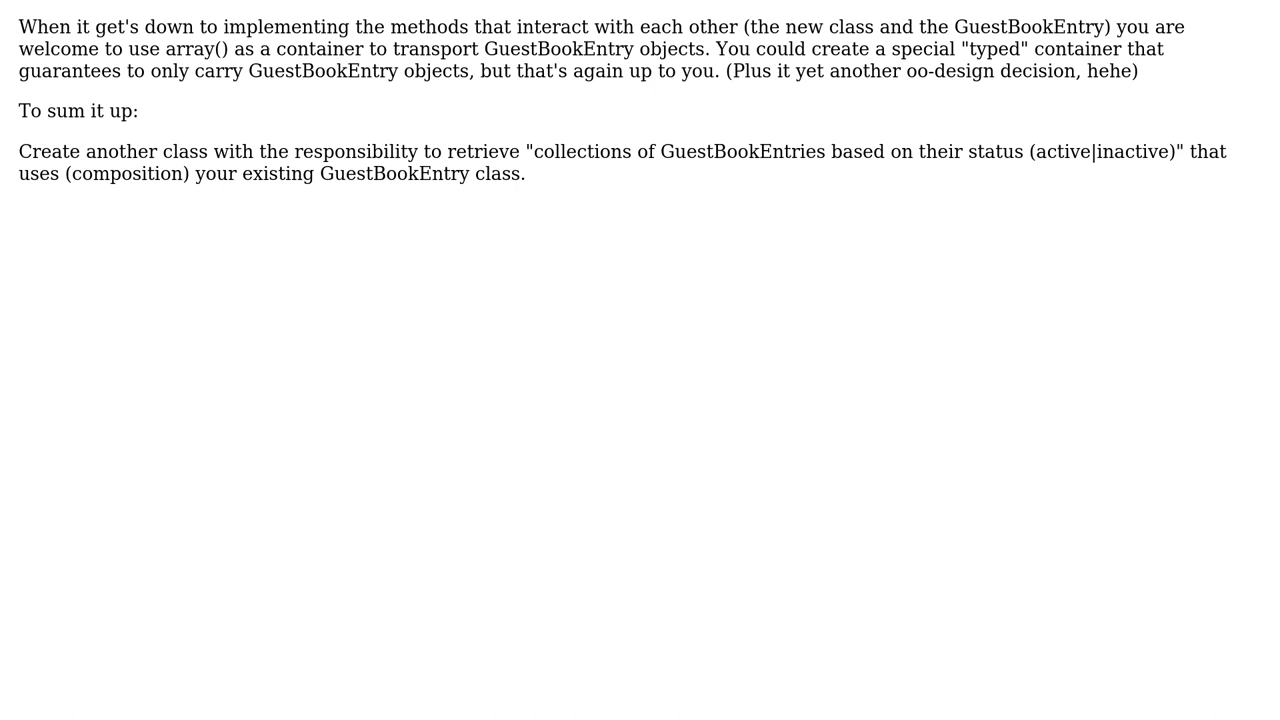 When it get's down to implementing the methods that interact with each other (the new class and the GuestBookEntry) you are
welcome to use array() as a container to transport GuestBookEntry objects. You could create a special "typed" container that
guarantees to only carry GuestBookEntry objects, but that's again up to you. (Plus it yet another oo-design decision, hehe)
To sum it up:
Create another class with the responsibility to retrieve "collections of GuestBookEntries based on their status (active|inactive)" that
uses (composition) your existing GuestBookEntry class.